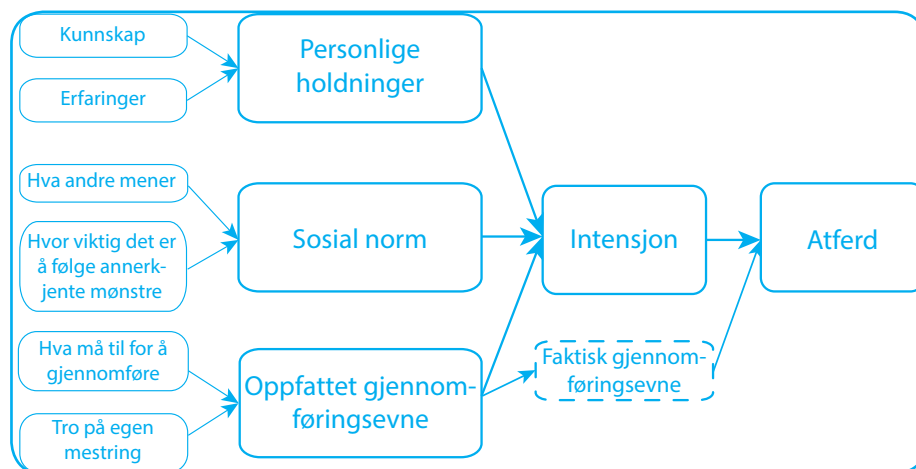 Kunnskap
Erfaringer
Personlige
holdninger
Hva andre mener
Hvor viktig det er
å følge annerk-
jente mønstre
Sosial norm
Hva må til for å
gjennomføre
Tro på egen
mestring
Oppfattet gjennom-
føringsevne
Intensjon
Faktisk gjennom-
føringsevne
Atferd